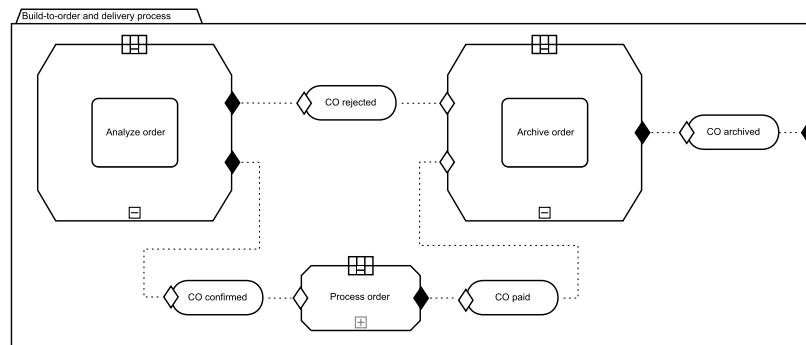 Build-to-order and delivery process
Analyze order
CO rejected
Archive order
CO archived
CO confirmed
Process order
CO paid